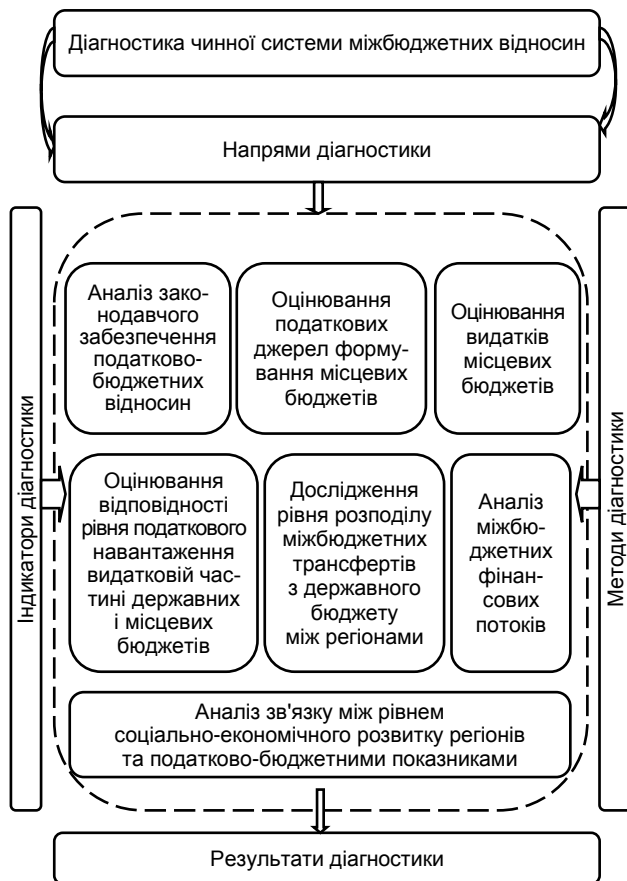 Діагностика чинної системи міжбюджетних відносин
Напрями діагностики
Індикатори діагностики
Аналіз зако-
нодавчого
забезпечення
податково-
бюджетних
відносин
Оцінювання
податкових
джерел форму-
вання місцевих
бюджетів
Оцінювання
видатків
місцевих
бюджетів
Оцінювання
відповідності
рівня податкового
навантаження
видатковій час-
тині державних
і місцевих
бюджетів
Дослідження
рівня розподілу
міжбюджетних
трансфертів
з державного
бюджету
між регіонами
Аналіз
міжбю-
джетних
фінан-
сових
потоків
Методи діагностики
Аналіз зв'язку між рівнем
соціально-економічного розвитку регіонів
та податково-бюджетними показниками
Результати діагностики